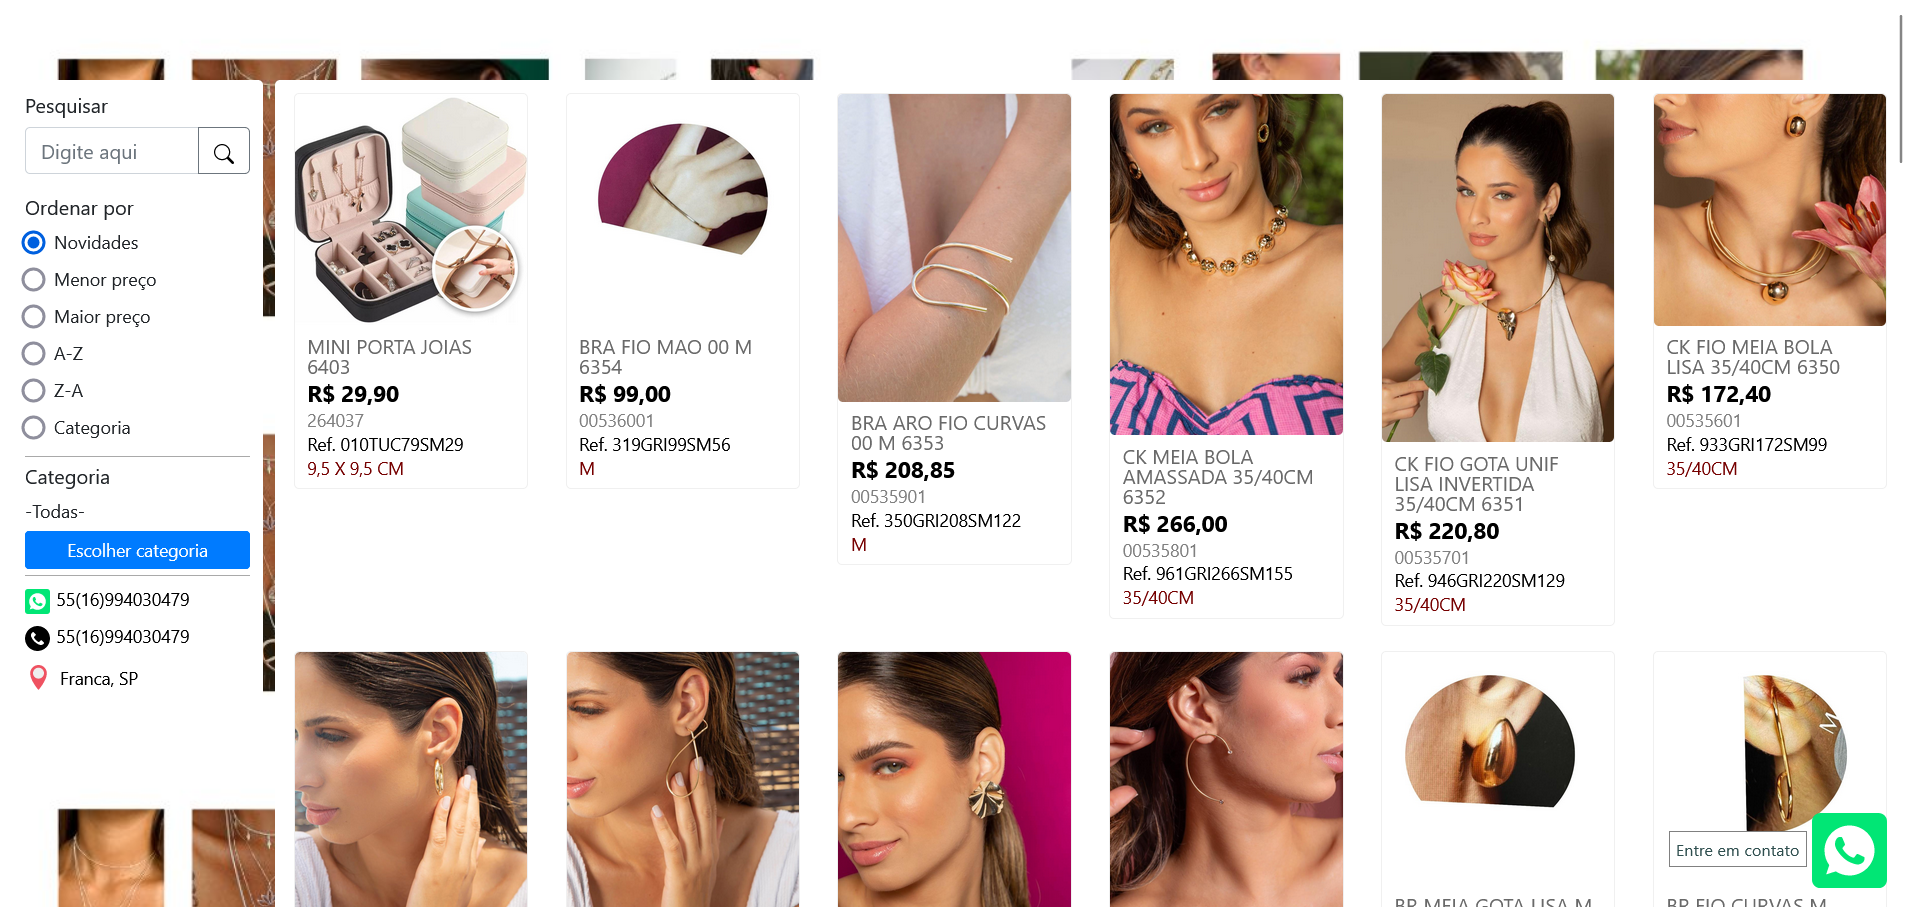 Pesquisar
Digite aqui
Ordenar por
Novidades
Menor preço
Maior preço
A-Z
Z-A
Categoria
Categoria
-Todas-
Escolher categoria
55(16)994030479
55(16)994030479
Franca, SP
MINI PORTA JOIAS
6403
R$ 29,90
264037
Ref. 010TUC79SM29
9,5 X 9,5 CM
BRA FIO MAO 00 M
6354
R$ 99,00
00536001
Ref. 319GRI99SM56
M
BRA ARO FIO CURVAS
00 M 6353
R$ 208,85
00535901
Ref. 350GRI208SM122
M
CK MEIA BOLA
AMASSADA 35/40CM
6352
R$ 266,00
00535801
Ref. 961GRI266SM155
35/40CM
CK FIO GOTA UNIF
LISA INVERTIDA
35/40CM 6351
R$ 220,80
00535701
Ref. 946GRI220SM129
35/40CM
CK FIO MEIA BOLA
LISA 35/40CM 6350
R$ 172,40
00535601
Ref. 933GRI172SM99
35/40CM
M
Entre em contato
BR MEIA GOTA LISA M
BR FIO CURVAS M